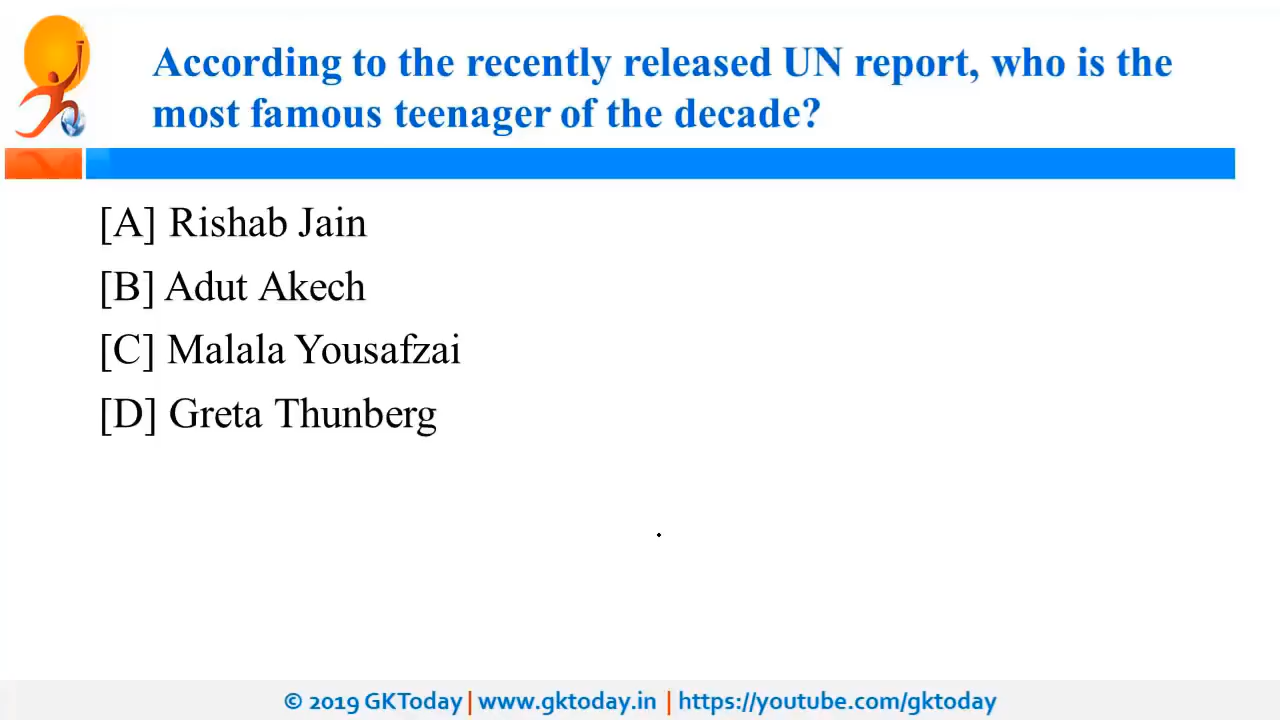 According to the recently released UN report, who is the
most famous teenager of the decade?
[A] Rishab Jain
[B] Adut Akech
[C] Malala Yousafzai
[D] Greta Thunberg
© 2019 GKToday | www.gktoday.in | https://youtube.com/gktoday